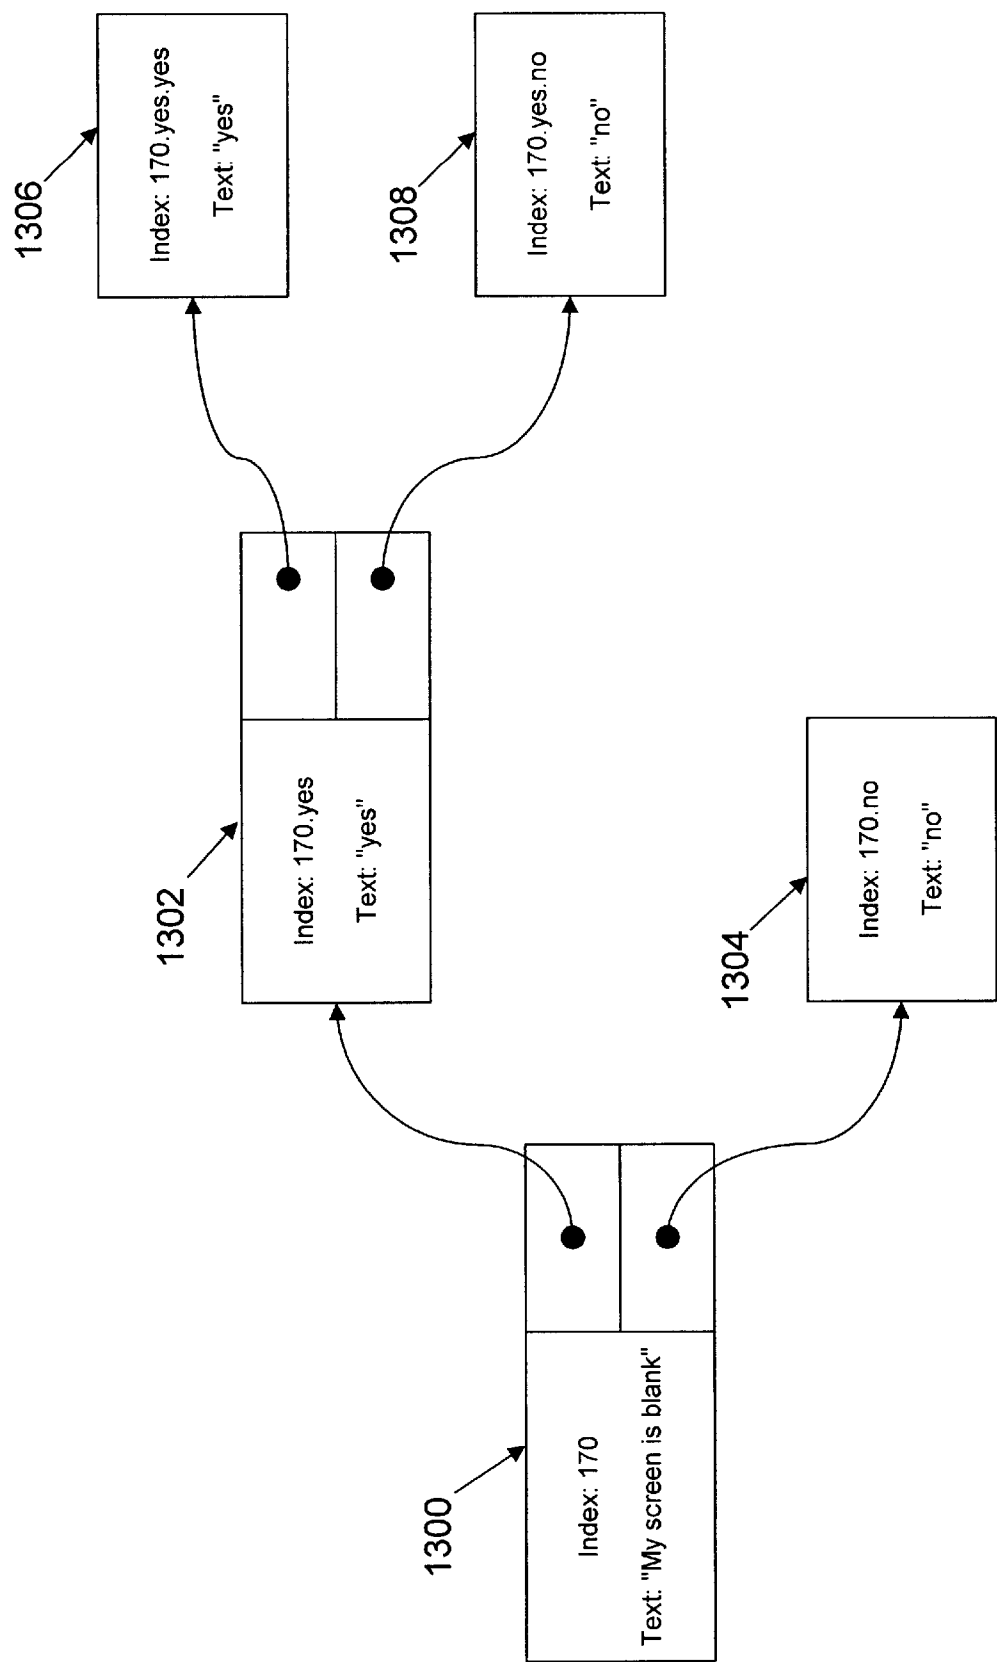 1300
Index: 170
Text: "My screen is blank"
1302
Index: 170.yes
Text: "yes"
1304
Index: 170.no
Text: "no"
1306
Index: 170.yes.yes
Text: "yes"
1308
Index: 170.yes.no
Text: "no"